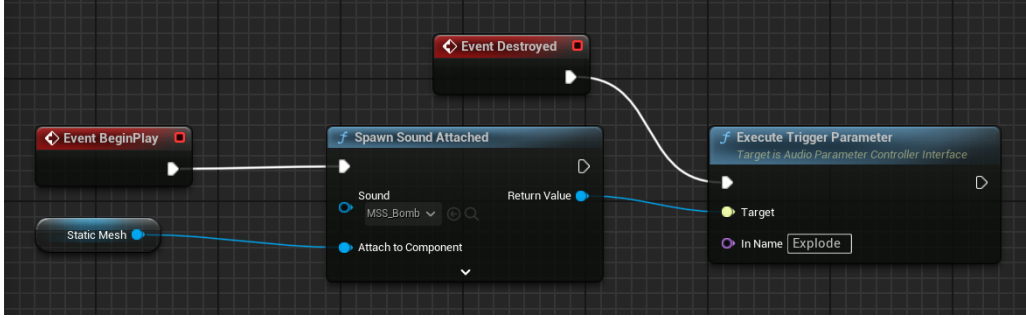 Event Destroyed
Event BeginPlay
Static Mesh
f Spawn Sound Attached
Sound
MSS_Bomb
Return Value
Attach to Component
f Execute Trigger Parameter
Target is Audio Parameter Controller Interface
Target
In Name Explode